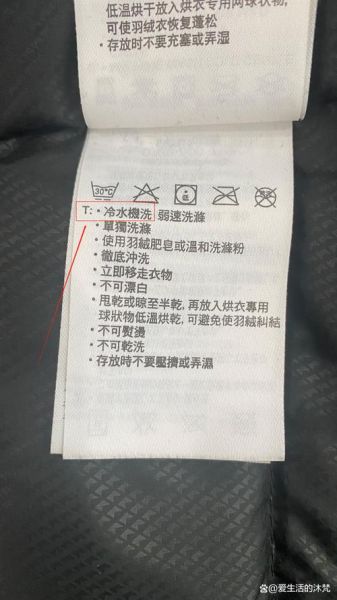 低溫烘干放入烘衣专用网球状物,
可使羽绒衣恢复蓬松
·存放时不要充塞或弄湿
30°C
T:·冷水機洗 弱速洗滌
·單獨洗滌
·使用羽絨肥皂或溫和洗滌粉
·徹底沖洗
·立即移走衣物
·不可漂白
·甩乾或晾至半乾,再放入烘衣專用
球狀物低溫烘乾,可避免使羽絨糾結
·不可熨燙
·不可乾洗
·存放時不要壓擠或弄濕
@爱生活的沐梵